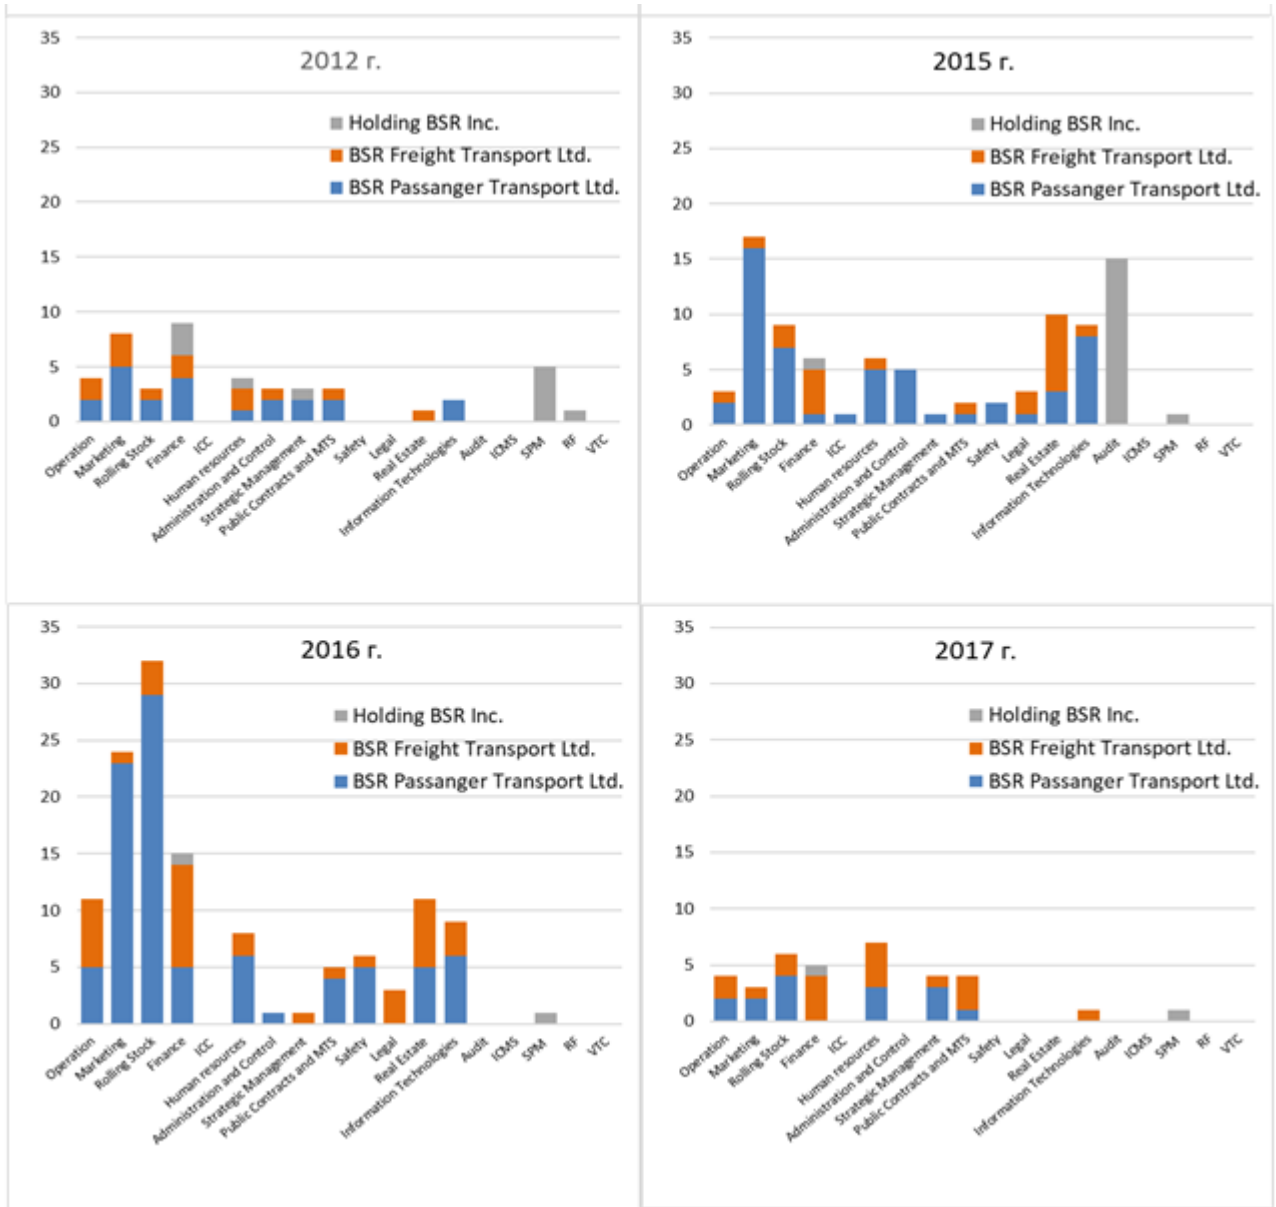 35
2012 г.
30
Holding BSR Inc.
25
BSR Freight Transport Ltd.
20
BSR Passanger Transport Ltd.
15
10
5
0
Operation
Marketing
Rolling Stock
Finance
ICC
Human resources
Administration and Control
Strategic Management
Public Contracts and MTS
Safety
Legal
Real Estate
Information Technologies
Audit
ICMS
SPM
RF
VTC
35
2015 г.
30
Holding BSR Inc.
25
BSR Freight Transport Ltd.
20
BSR Passanger Transport Ltd.
15
10
5
0
Operation
Marketing
Rolling Stock
Finance
ICC
Human resources
Administration and Control
Strategic Management
Public Contracts and MTS
Safety
Legal
Real Estate
Information Technologies
Audit
ICMS
SPM
RF
VTC
35
2016 г.
30
Holding BSR Inc.
25
BSR Freight Transport Ltd.
20
BSR Passanger Transport Ltd.
15
10
5
0
Operation
Marketing
Rolling Stock
Finance
ICC
Human resources
Administration and Control
Strategic Management
Public Contracts and MTS
Safety
Legal
Real Estate
Information Technologies
Audit
ICMS
SPM
RF
VTC
35
2017 г.
30
Holding BSR Inc.
25
BSR Freight Transport Ltd.
20
BSR Passanger Transport Ltd.
15
10
5
0
Operation
Marketing
Rolling Stock
Finance
ICC
Human resources
Administration and Control
Strategic Management
Public Contracts and MTS
Safety
Legal
Real Estate
Information Technologies
Audit
ICMS
SPM
RF
VTC